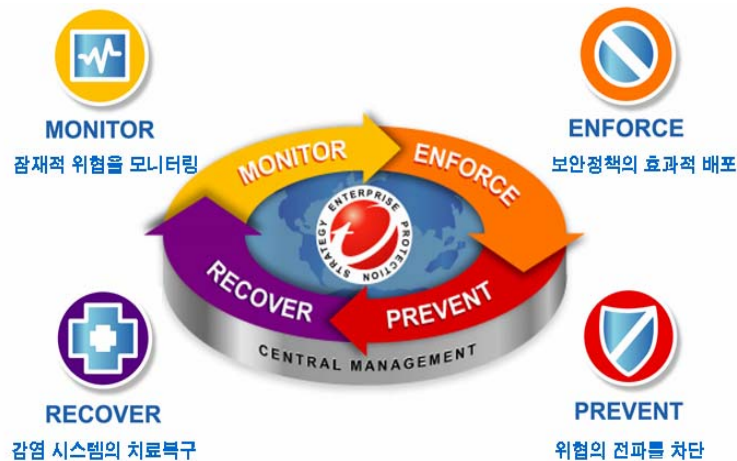 MONITOR
잠재적 위협을 모니터링
ENFORCE
보안정책의 효과적 배포
MONITOR
ENFORCE
PREVENT
RECOVER
ENTERPRISE PROTECTION STRATEGY
CENTRAL MANAGEMENT
RECOVER
감염 시스템의 치료복구
PREVENT
위협의 전파를 차단